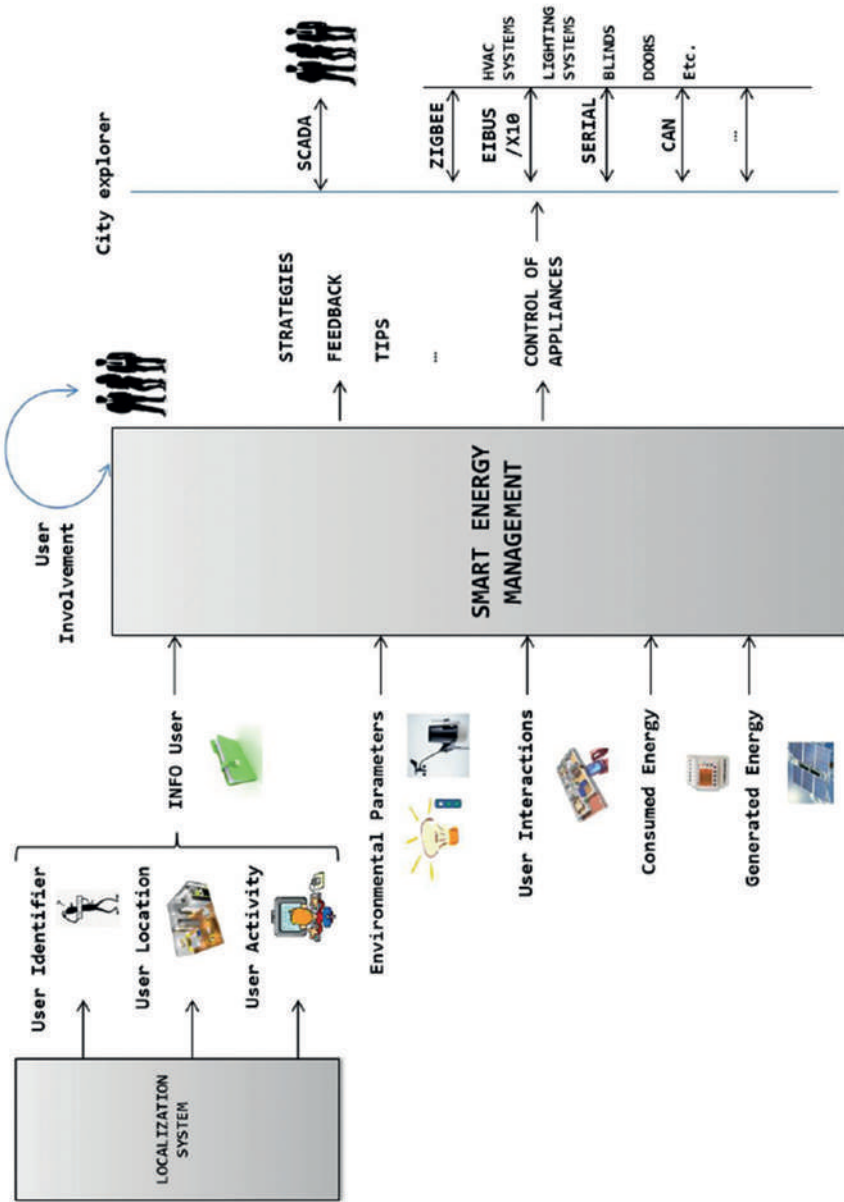 LOCALIZATION
SYSTEM
User Identifier
User Location
User Activity
INFO User
Environmental Parameters
User Interactions
Consumed Energy
Generated Energy
User
Involvement
SMART ENERGY
MANAGEMENT
STRATEGIES
FEEDBACK
TIPS
…
CONTROL OF
APPLIANCES
City explorer
SCADA
ZIGBEE
EIBUS
/X10
SERIAL
CAN
…
HVAC
SYSTEMS
LIGHTING
SYSTEMS
BLINDS
DOORS
Etc.